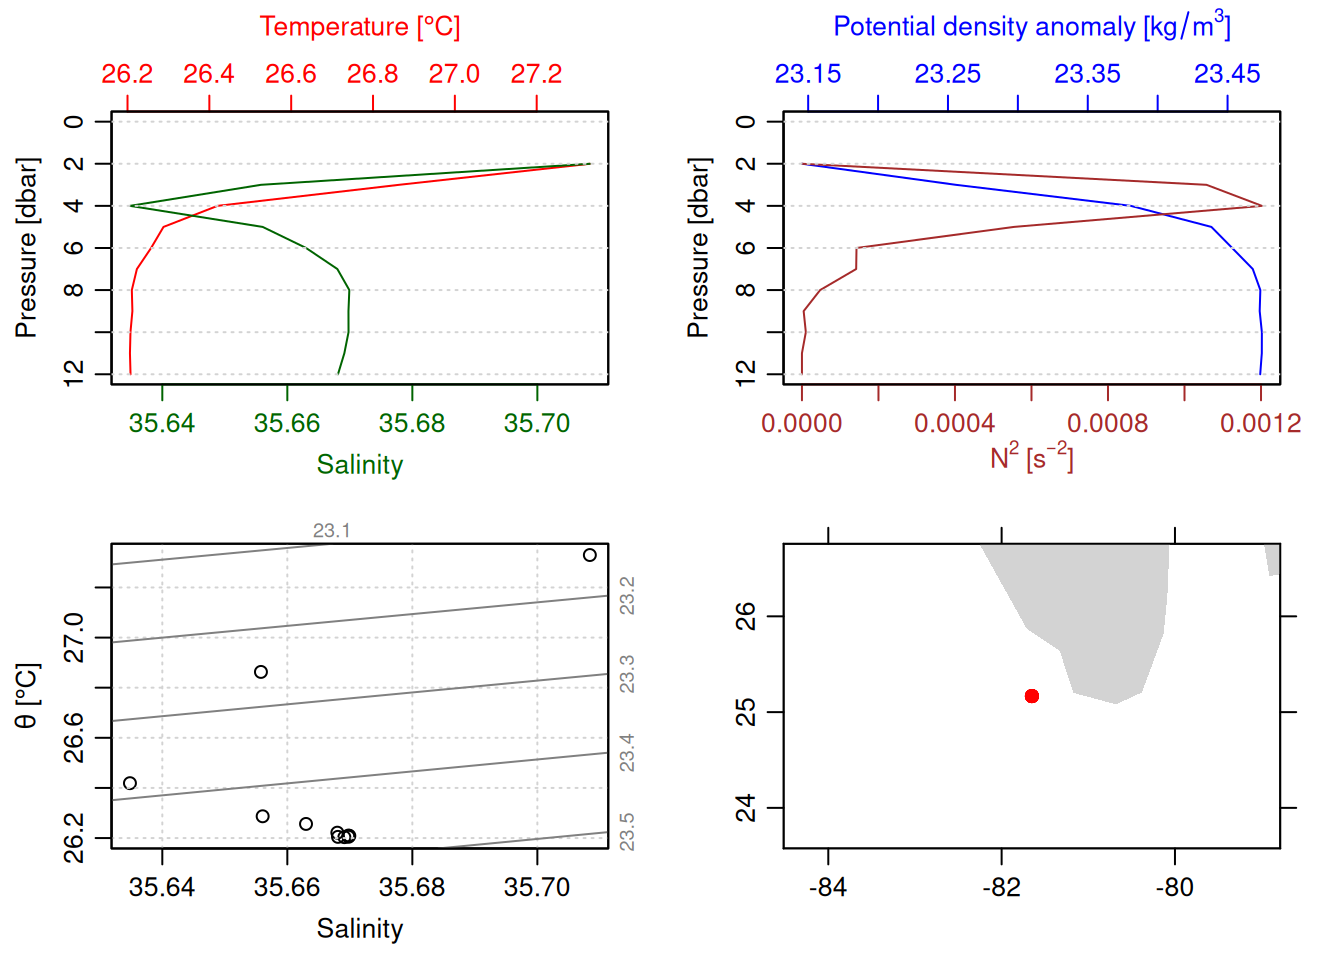 Temperature [°C]
26.2 26.4 26.6 26.8 27.0 27.2
Pressure [dbar]
0
2
4
6
8
12
35.64 35.66 35.68 35.70
Salinity
Potential density anomaly [kg/m³]
23.15 23.25 23.35 23.45
Pressure [dbar]
0
2
4
6
8
12
0.0000 0.0004 0.0008 0.0012
N² [s⁻²]
23.1
23.2
23.3
23.4
23.5
θ [°C]
27.0
26.6
26.2
35.64 35.66 35.68 35.70
Salinity
26
25
24
-84 -82 -80